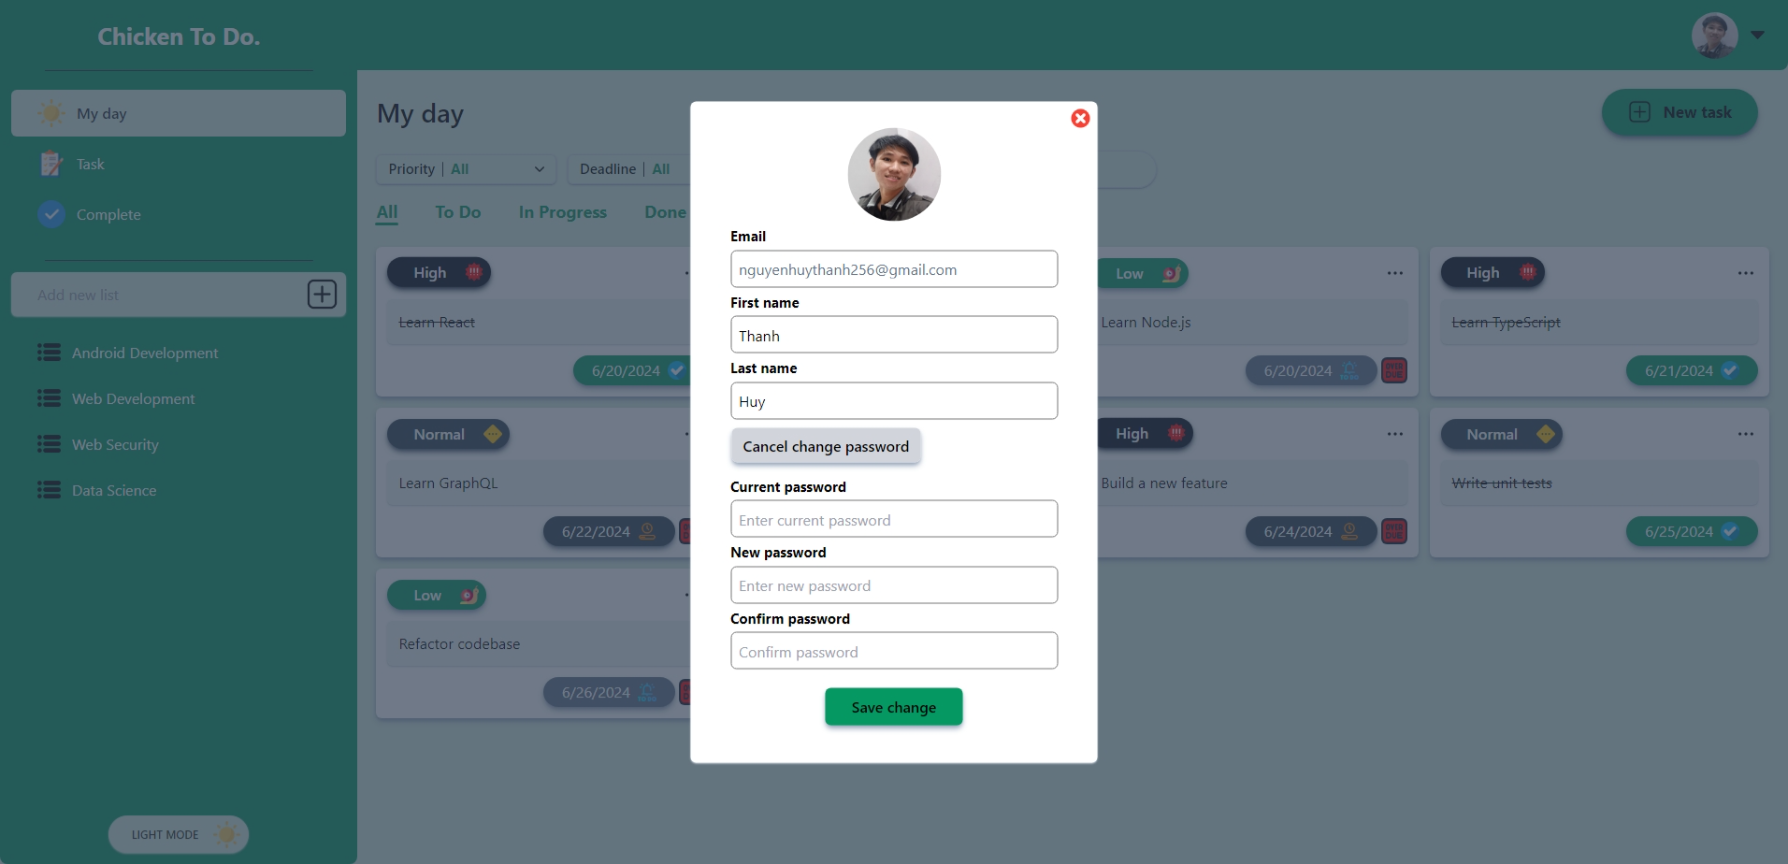 Chicken To Do.
My day
Task
Complete
Add new list
Android Development
Web Development
Web Security
Data Science
LIGHT MODE
My day
New task
Priority | All
Deadline | All
All To Do In Progress Done
High
Learn React
6/20/2024
Low
Learn Node.js
6/20/2024
High
Learn TypeScript
6/21/2024
Normal
Learn GraphQL
6/22/2024
High
Build a new feature
6/24/2024
Normal
Write unit tests
6/25/2024
Low
Refactor codebase
6/26/2024
Email
nguyenhuythanh256@gmail.com
First name
Thanh
Last name
Huy
Cancel change password
Current password
Enter current password
New password
Enter new password
Confirm password
Confirm password
Save change